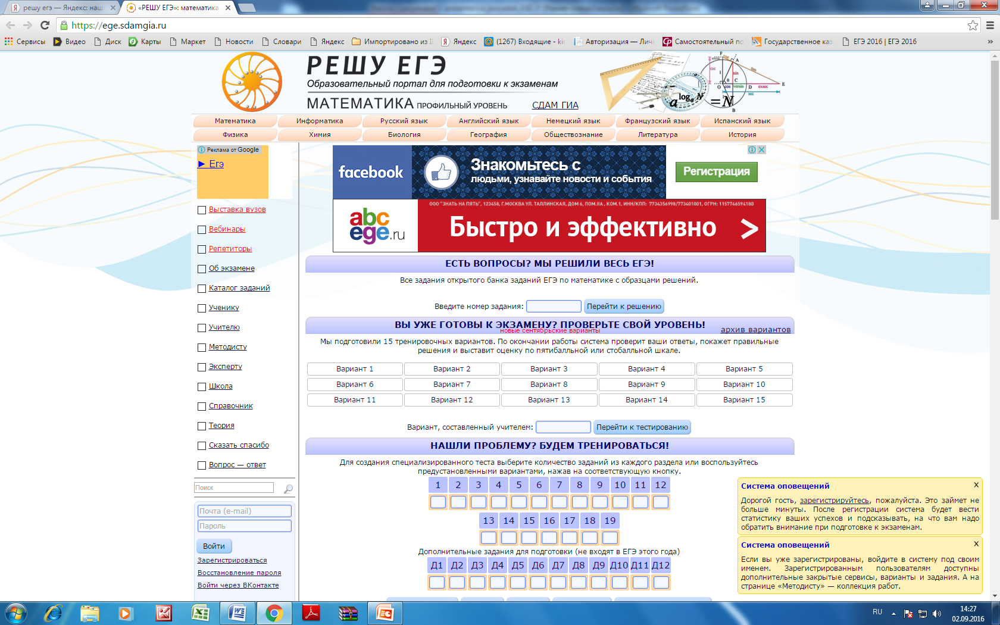 решу егэ — Яндекс: наш
«РЕШУ ЕГЭ»: математика
https://ege.sdamgia.ru
Сервисы Видео Диск Карты Маркет Новости Словари Яндекс Импортировано из Яндекс (1267) Входящие - kir Авторизация — Самостоятельный Государственное каз ЕГЭ 2016 | ЕГЭ 2016 »
РЕШУ ЕГЭ
Образовательный портал для подготовки к экзаменам
МАТЕМАТИКА ПРОФИЛЬНЫЙ УРОВЕНЬ СДАМ ГИА
Математика Информатика Русский язык Английский язык Немецкий язык Французский язык Испанский язык
Физика Химия Биология География Обществознание Литература История
Реклама от Google
► Егэ
facebook
Знакомьтесь с
людьми, узнавайте новости и события
Регистрация
ООО "ЗНАТЬ НА ПЯТЬ", 123458, Г.МОСКВА УЛ. ТАЛЛИНСКАЯ, ДОМ 6, ПОМ.IIА , КОМ.1, ИНН/КПП: 7734356998/773401001, ОГРН: 1157746594180
abc
ege.ru
Быстро и эффективно >
Выставка вузов
Вебинары
Репетиторы
Об экзамене
Каталог заданий
Ученику
Учителю
Методисту
Эксперту
Школа
Справочник
Теория
Сказать спасибо
Вопрос — ответ
Поиск
Почта (e-mail)
Пароль
Войти
Зарегистрироваться
Восстановление пароля
Войти через ВКонтакте
ЕСТЬ ВОПРОСЫ? МЫ РЕШИЛИ ВЕСЬ ЕГЭ!
Все задания открытого банка заданий ЕГЭ по математике с образцами решений.
Введите номер задания: Перейти к решению
ВЫ УЖЕ ГОТОВЫ К ЭКЗАМЕНУ? ПРОВЕРЬТЕ СВОЙ УРОВЕНЬ!
новые сентябрьские варианты
архив вариантов
Мы подготовили 15 тренировочных вариантов. По окончании работы система проверит ваши ответы, покажет правильные
решения и выставит оценку по пятибалльной или стобалльной шкале.
Вариант 1 Вариант 2 Вариант 3 Вариант 4 Вариант 5
Вариант 6 Вариант 7 Вариант 8 Вариант 9 Вариант 10
Вариант 11 Вариант 12 Вариант 13 Вариант 14 Вариант 15
Вариант, составленный учителем: Перейти к тестированию
НАШЛИ ПРОБЛЕМУ? БУДЕМ ТРЕНИРОВАТЬСЯ!
Для создания специализированного теста выберите количество заданий из каждого раздела или воспользуйтесь
предустановленными вариантами, нажав на соответствующую кнопку.
1 2 3 4 5 6 7 8 9 10 11 12
13 14 15 16 17 18 19
Дополнительные задания для подготовки (не входят в ЕГЭ этого года)
Д1 Д2 Д3 Д4 Д5 Д6 Д7 Д8 Д9 Д10 Д11 Д12
Система оповещений x
Дорогой гость, зарегистрируйтесь, пожалуйста. Это займет не
больше минуты. После регистрации система будет вести
статистику ваших успехов и подсказывать, на что вам надо
обратить внимание при подготовке к экзаменам.
Система оповещений x
Если вы уже зарегистрированы, войдите в систему под своим
именем. Зарегистрированным пользователям доступны
дополнительные закрытые сервисы, варианты и задания. А на
странице «Методисту» — коллекция работ.
RU
14:27
02.09.2016